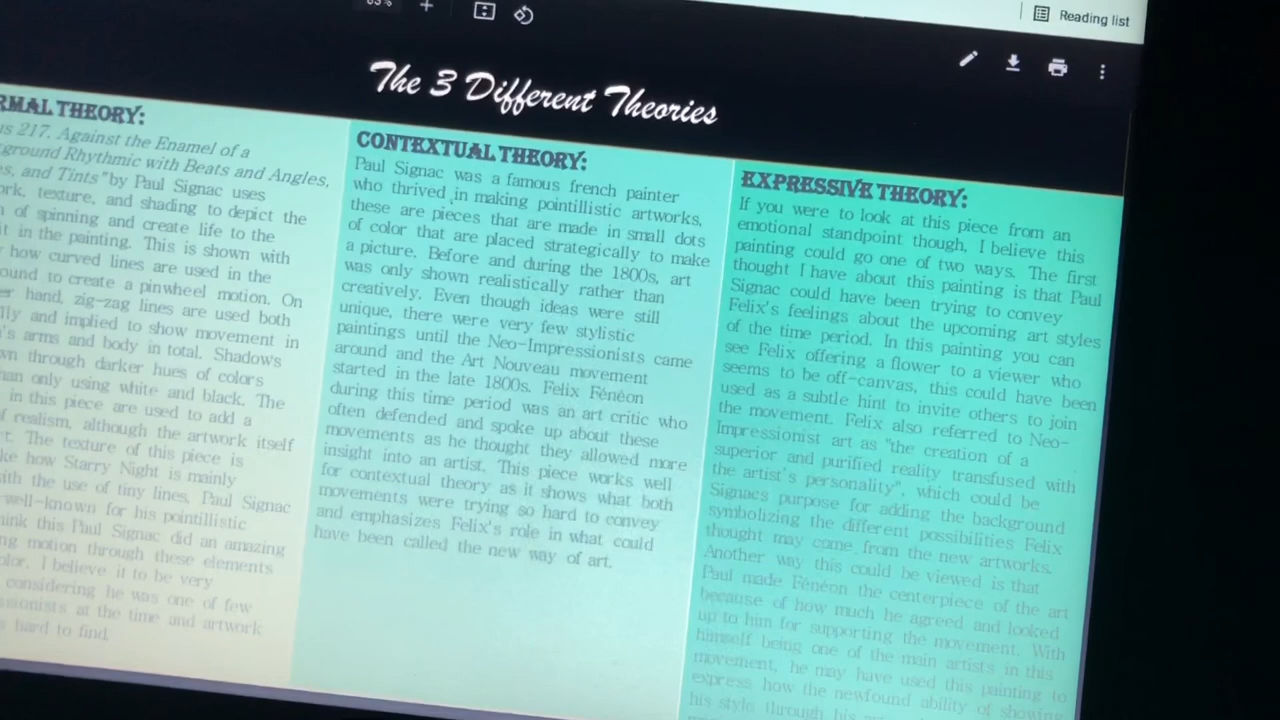 83%
Reading list
The 3 Different Theories
RMAL THEORY:
us 217. Against the Enamel of a
ground Rhythmic with Beats and Angles,
s, and Tints" by Paul Signac uses
ork, texture, and shading to depict the
n of spinning and create life to the
it in the painting. This is shown with
how curved lines are used in the
ound to create a pinwheel motion. On
er hand, zig-zag lines are used both
lly and implied to show movement in
's arms and body in total. Shadows
wn through darker hues of colors
han only using white and black. The
in this piece are used to add a
f realism, although the artwork itself
ct. The texture of this piece is
ke how Starry Night is mainly
with the use of tiny lines, Paul Signac
well-known for his pointillistic
hink this Paul Signac did an amazing
ng motion through these elements
olor. I believe it to be very
considering he was one of few
ssionists at the time and artwork
s hard to find.
CONTEXTUAL THEORY:
Paul Signac was a famous french painter
who thrived in making pointillistic artworks,
these are pieces that are made in small dots
of color that are placed strategically to make
a picture. Before and during the 1800s, art
was only shown realistically rather than
creatively. Even though ideas were still
unique, there were very few stylistic
paintings until the Neo-Impressionists came
around and the Art Nouveau movement
started in the late 1800s. Felix Fénéon
during this time period was an art critic who
often defended and spoke up about these
movements as he thought they allowed more
insight into an artist. This piece works well
for contextual theory as it shows what both
movements were trying so hard to convey
and emphasizes Felix's role in what could
have been called the new way of art.
EXPRESSIVE THEORY:
If you were to look at this piece from an
emotional standpoint though, I believe this
painting could go one of two ways. The first
thought I have about this painting is that Paul
Signac could have been trying to convey
Felix's feelings about the upcoming art styles
of the time period. In this painting you can
see Felix offering a flower to a viewer who
seems to be off-canvas, this could have been
used as a subtle hint to invite others to join
the movement. Felix also referred to Neo-
Impressionist art as "the creation of a
superior and purified reality transfused with
the artist's personality", which could be
Signacs purpose for adding the background
symbolizing the different possibilities Felix
thought may come from the new artworks.
Another way this could be viewed is that
Paul made Fénéon the centerpiece of the art
because of how much he agreed and looked
up to him for supporting the movement. With
himself being one of the main artists in this
movement, he may have used this painting to
express how the newfound ability of showing
his style through his